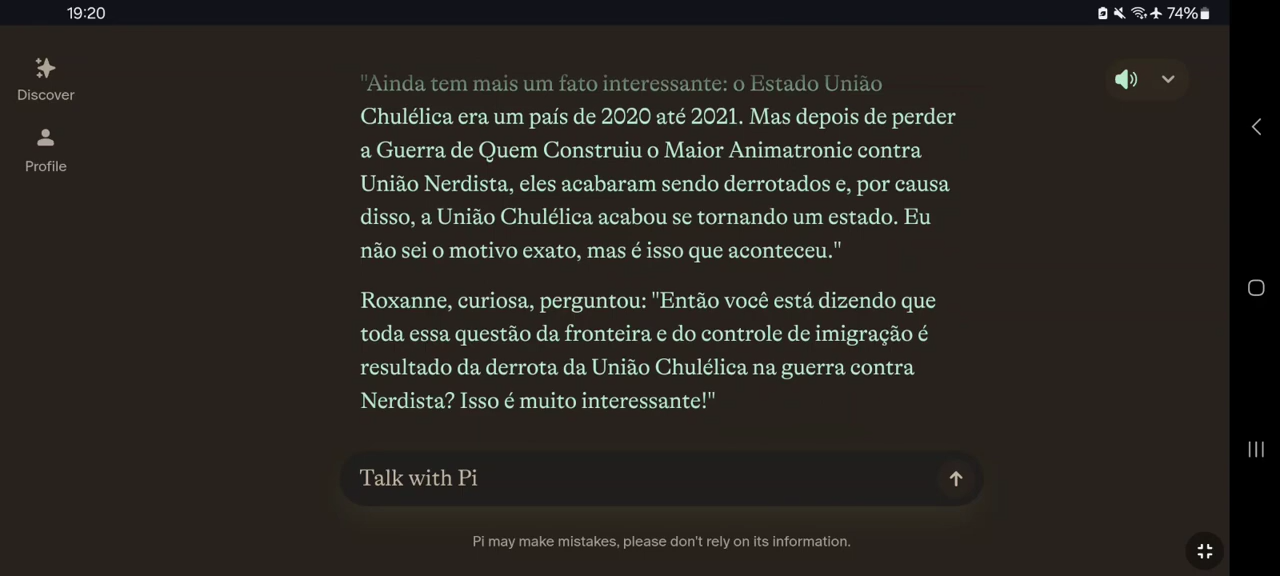 19:20
74%
Discover
Profile
"Ainda tem mais um fato interessante: o Estado União
Chulélica era um país de 2020 até 2021. Mas depois de perder
a Guerra de Quem Construiu o Maior Animatronic contra
União Nerdista, eles acabaram sendo derrotados e, por causa
disso, a União Chulélica acabou se tornando um estado. Eu
não sei o motivo exato, mas é isso que aconteceu."
Roxanne, curiosa, perguntou: "Então você está dizendo que
toda essa questão da fronteira e do controle de imigração é
resultado da derrota da União Chulélica na guerra contra
Nerdista? Isso é muito interessante!"
Talk with Pi
Pi may make mistakes, please don't rely on its information.